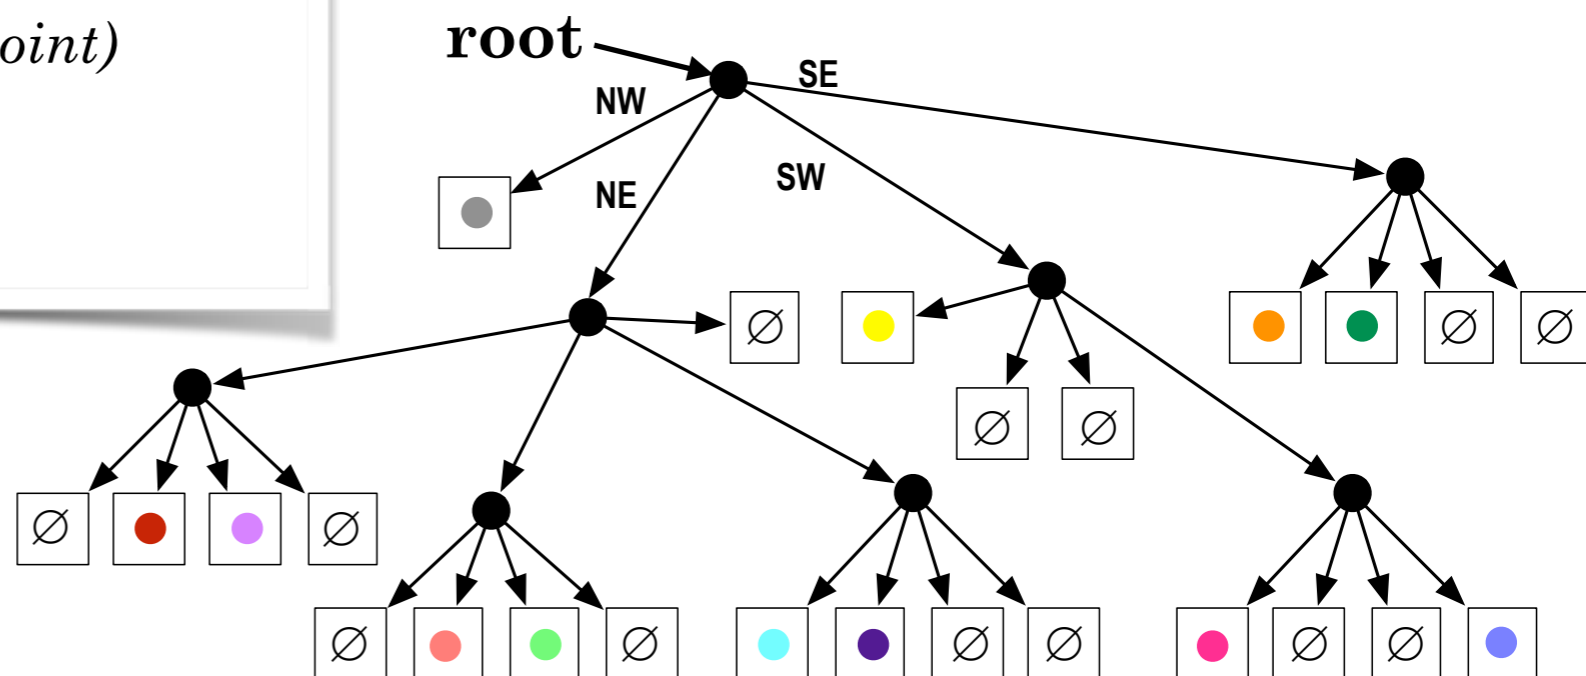 oint)
root
SE
NW
SW
NE
∅
∅ ∅
∅ ∅
∅ ∅
∅ ∅
∅ ∅
∅ ∅